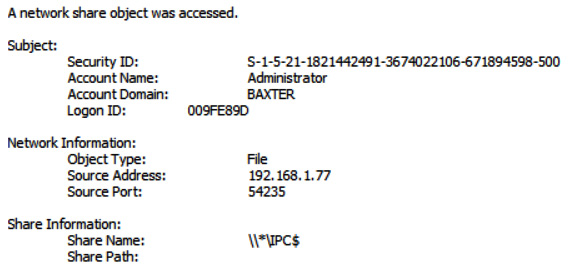 A network share object was accessed.
Subject:
Security ID: S-1-5-21-1821442491-3674022106-671894598-500
Account Name: Administrator
Account Domain: BAXTER
Logon ID: 009FE89D
Network Information:
Object Type: File
Source Address: 192.168.1.77
Source Port: 54235
Share Information:
Share Name: \\*\IPC$
Share Path: